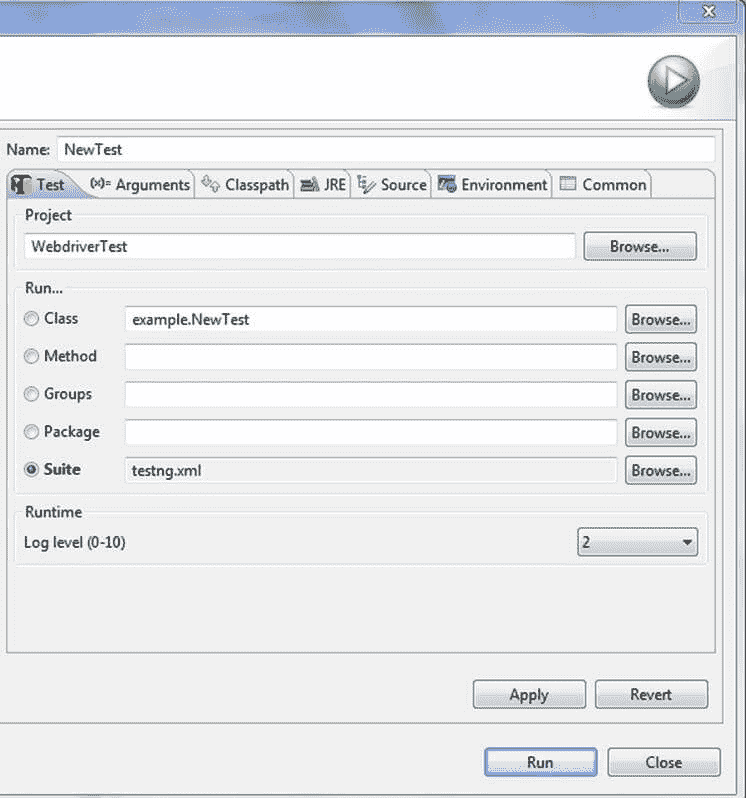 Name: NewTest
Test (x)= Arguments Classpath JRE Source Environment Common
Project
WebdriverTest Browse...
Run...
Class example.NewTest Browse...
Method Browse...
Groups Browse...
Package Browse...
Suite testng.xml Browse...
Runtime
Log level (0-10) 2
Apply Revert
Run Close